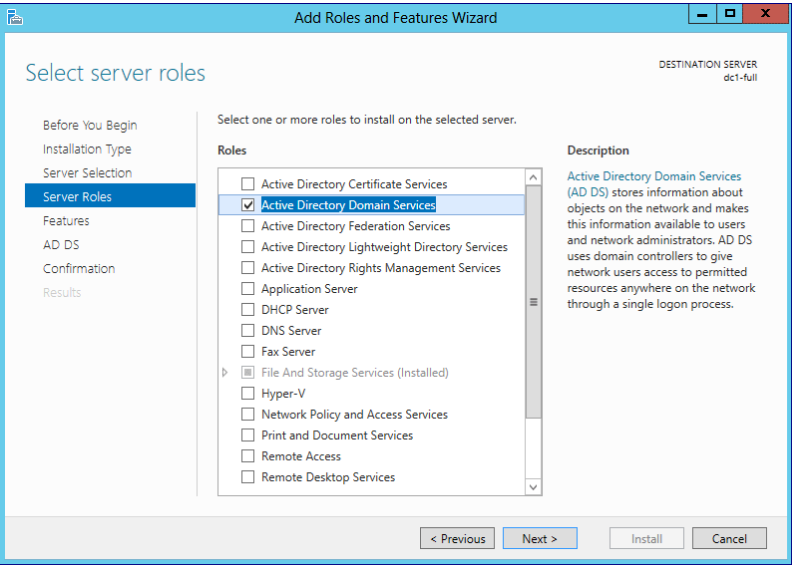 Add Roles and Features Wizard
Select server roles
DESTINATION SERVER
dc1-full
Before You Begin
Installation Type
Server Selection
Server Roles
Features
AD DS
Confirmation
Results
Select one or more roles to install on the selected server.
Roles
Active Directory Certificate Services
Active Directory Domain Services
Active Directory Federation Services
Active Directory Lightweight Directory Services
Active Directory Rights Management Services
Application Server
DHCP Server
DNS Server
Fax Server
File And Storage Services (Installed)
Hyper-V
Network Policy and Access Services
Print and Document Services
Remote Access
Remote Desktop Services
Description
Active Directory Domain Services
(AD DS) stores information about
objects on the network and makes
this information available to users
and network administrators. AD DS
uses domain controllers to give
network users access to permitted
resources anywhere on the network
through a single logon process.
< Previous
Next >
Install
Cancel